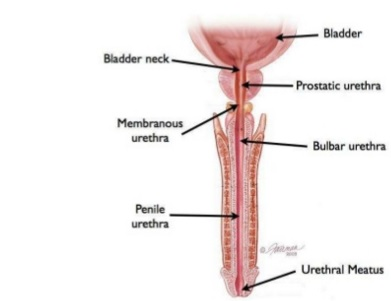 Bladder
Bladder neck
Prostatic urethra
Membranous
urethra
Bulbar urethra
Penile
urethra
©
Urethral Meatus